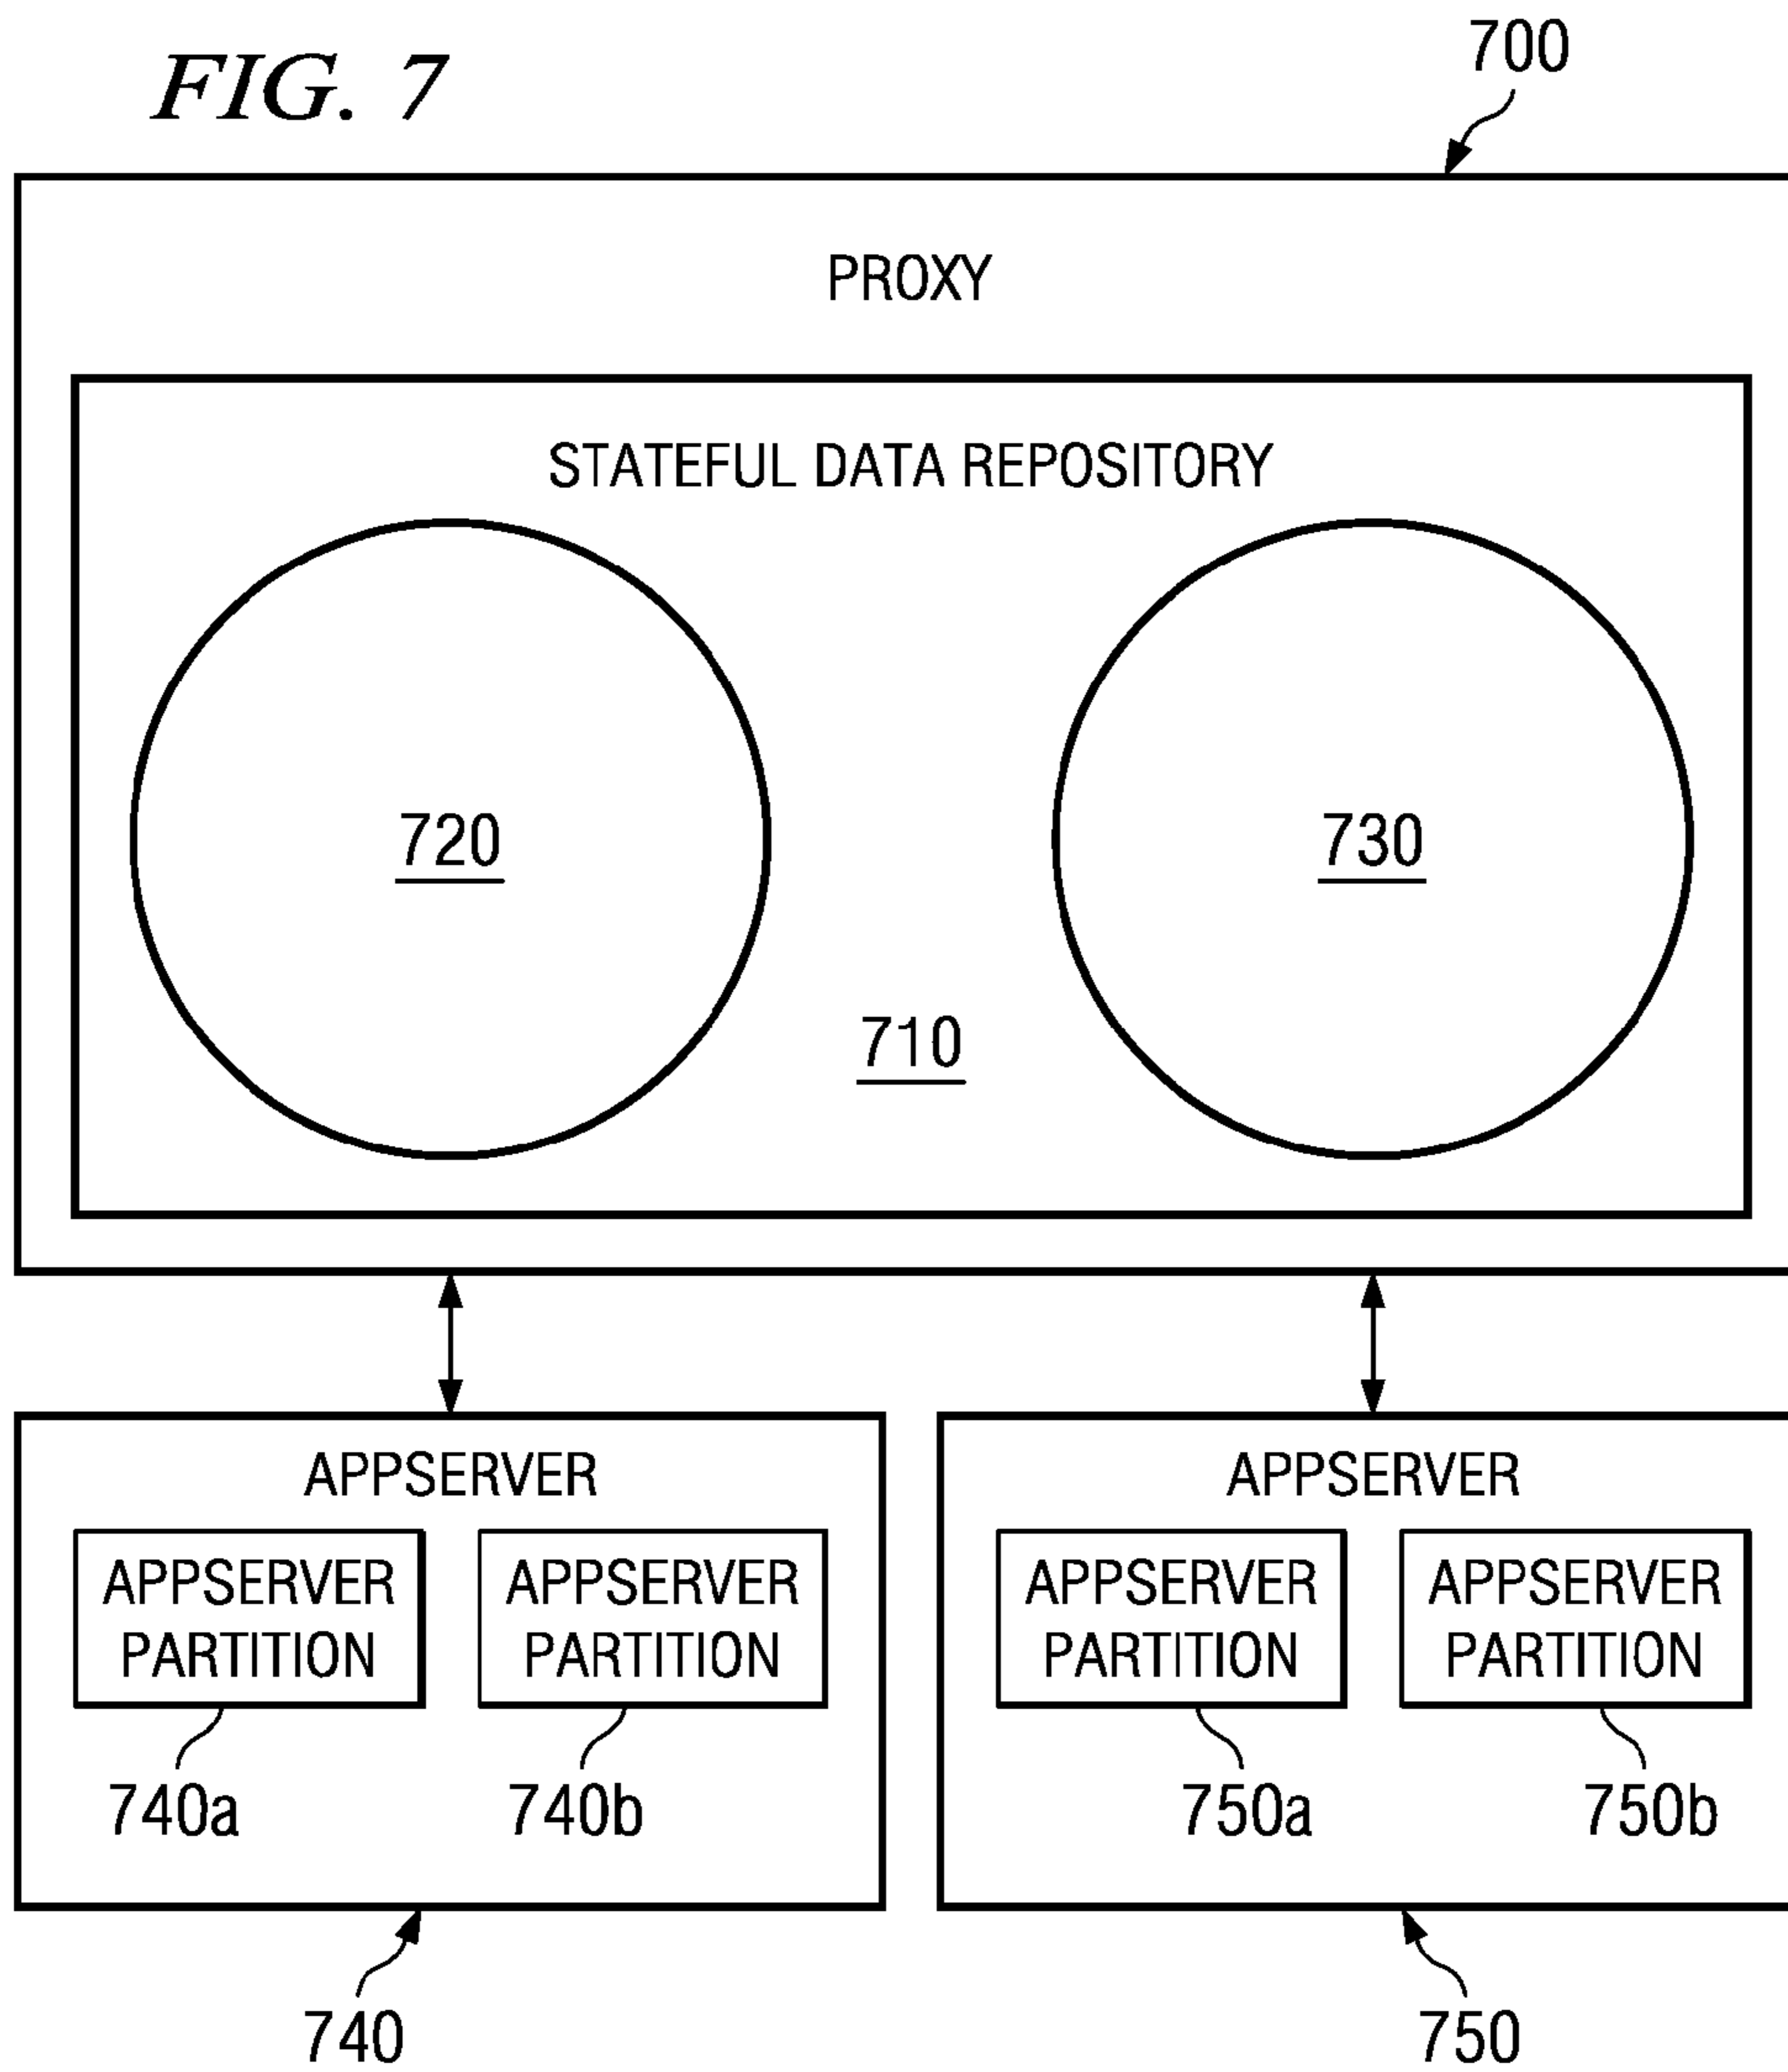 FIG. 7
700
PROXY
STATEFUL DATA REPOSITORY
720
730
710
APPSERVER
APPSERVER
PARTITION
740a
APPSERVER
PARTITION
740b
740
APPSERVER
APPSERVER
PARTITION
750a
APPSERVER
PARTITION
750b
750